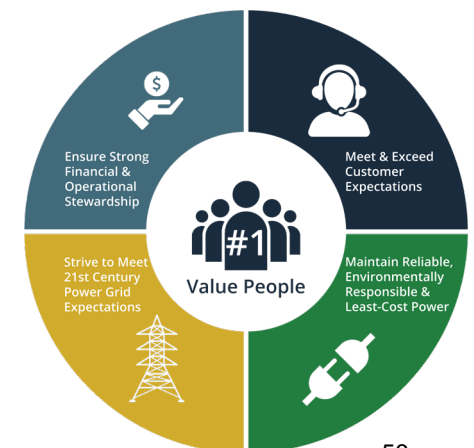 $
Ensure Strong
Financial &
Operational
Stewardship
Meet & Exceed
Customer
Expectations
#1
Value People
Strive to Meet
21st Century
Power Grid
Expectations
Maintain Reliable,
Environmentally
Responsible &
Least-Cost Power